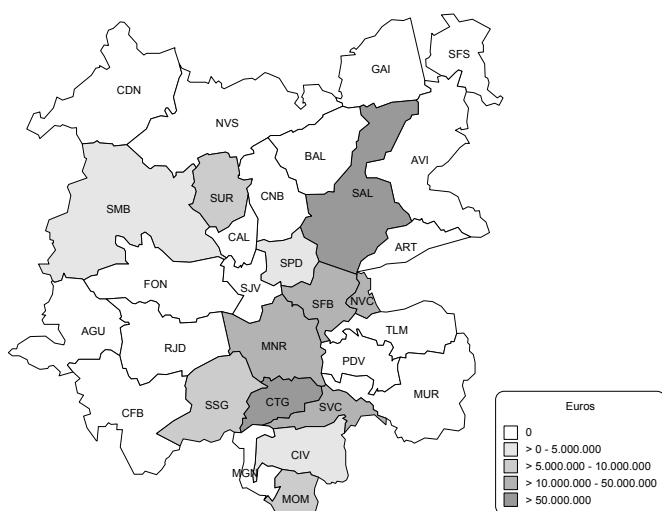 SFS
GAI
CDN
NVS
BAL
AVI
SUR
CNB
SAL
SMB
CAL
ART
SPD
FON
SJV
SFB
NVC
AGU
TLM
RJD
MNR
PDV
MUR
SSG
CTG
SVC
CFB
CIV
MGN
MOM
Euros
0
> 0 - 5.000.000
> 5.000.000 - 10.000.000
> 10.000.000 - 50.000.000
> 50.000.000